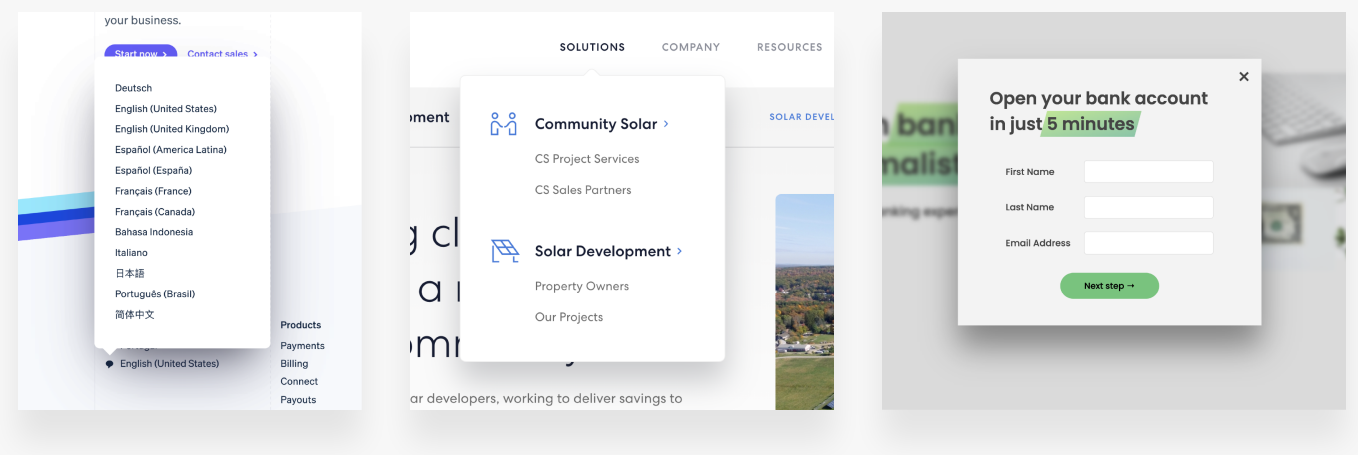 your business.
Start now >
Contact sales >
Deutsch
English (United States)
English (United Kingdom)
Español (America Latina)
Español (España)
Français (France)
Français (Canada)
Bahasa Indonesia
Italiano
日本語
Português (Brasil)
简体中文
English (United States)
Products
Payments
Billing
Connect
Payouts
SOLUTIONS
COMPANY
RESOURCES
SOLAR DEVEL
Community Solar >
CS Project Services
CS Sales Partners
Solar Development >
Property Owners
Our Projects
a
ar developers, working to deliver savings to
×
Open your bank account
in just 5 minutes
First Name
Last Name
Email Address
Next step →